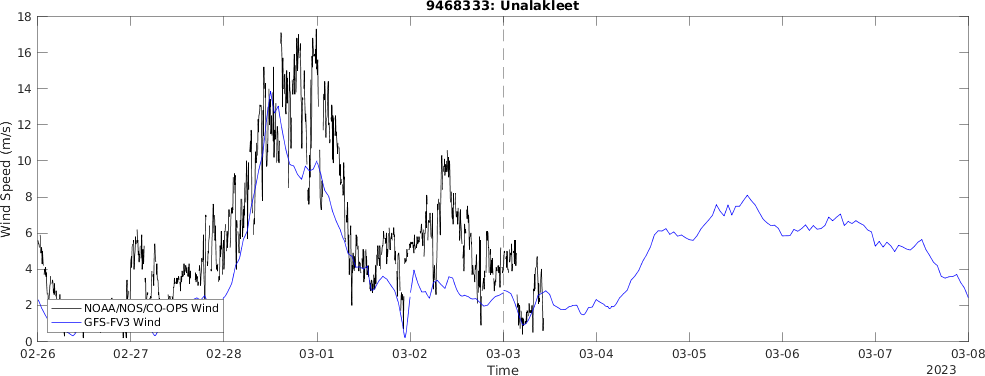 9468333: Unalakleet
18
16
14
12
10
8
6
4
2
0
Wind Speed (m/s)
NOAA/NOS/CO-OPS Wind
GFS-FV3 Wind
02-26 02-27 02-28 03-01 03-02 03-03 03-04 03-05 03-06 03-07 03-08
Time
2023